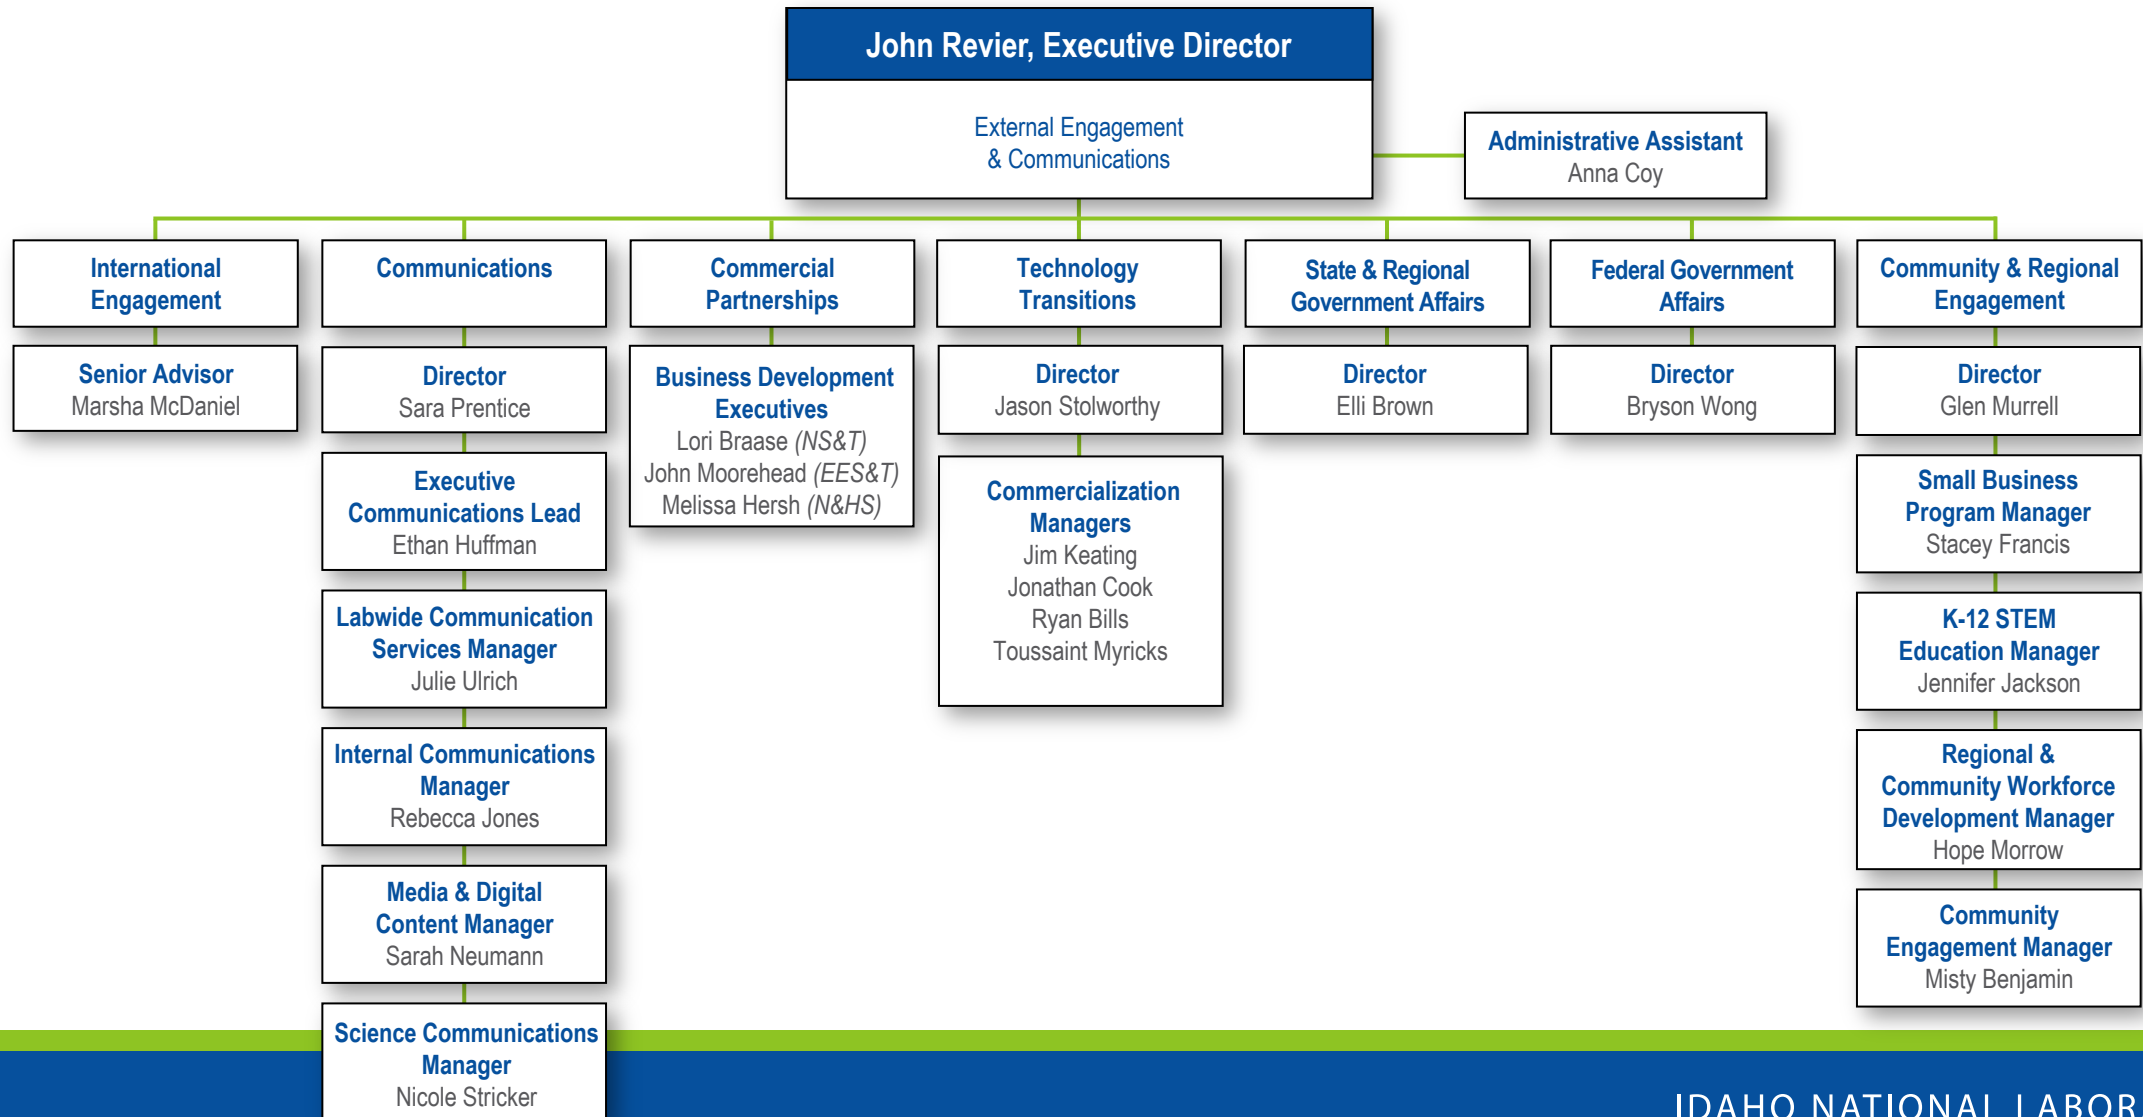 John Revier, Executive Director
External Engagement
& Communications
Administrative Assistant
Anna Coy
International
Engagement
Senior Advisor
Marsha McDaniel
Communications
Director
Sara Prentice
Executive
Communications Lead
Ethan Huffman
Labwide Communication
Services Manager
Julie Ulrich
Internal Communications
Manager
Rebecca Jones
Media & Digital
Content Manager
Sarah Neumann
Science Communications
Manager
Nicole Stricker
Commercial
Partnerships
Business Development
Executives
Lori Braase (NS&T)
John Moorehead (EES&T)
Melissa Hersh (N&HS)
Technology
Transitions
Director
Jason Stolworthy
Commercialization
Managers
Jim Keating
Jonathan Cook
Ryan Bills
Toussaint Myricks
State & Regional
Government Affairs
Director
Elli Brown
Federal Government
Affairs
Director
Bryson Wong
Community & Regional
Engagement
Director
Glen Murrell
Small Business
Program Manager
Stacey Francis
K-12 STEM
Education Manager
Jennifer Jackson
Regional &
Community Workforce
Development Manager
Hope Morrow
Community
Engagement Manager
Misty Benjamin
IDAHO NATIONAL LABOR